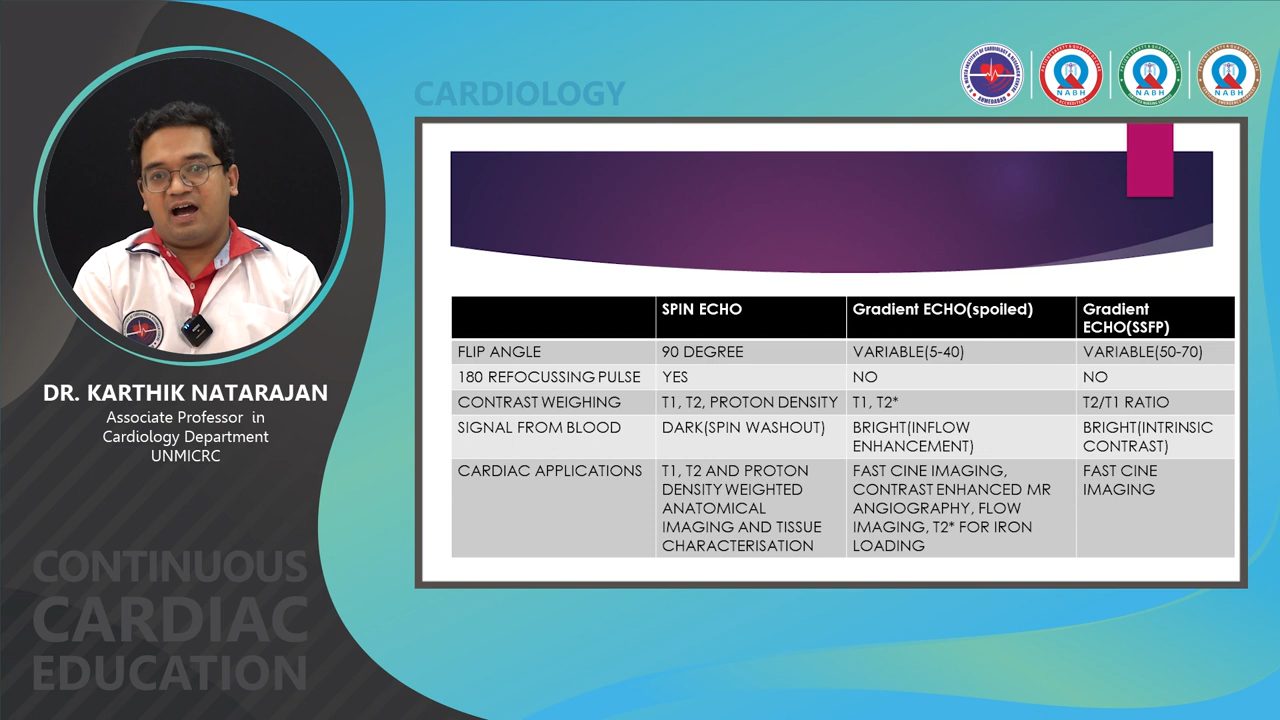 CARDIOLOGY
NABH
NABH
NABH
SPIN ECHO
Gradient ECHO(spoiled)
Gradient
ECHO(SSFP)
FLIP ANGLE
90 DEGREE
VARIABLE(5-40)
VARIABLE(50-70)
180 REFOCUSSING PULSE
YES
NO
NO
CONTRAST WEIGHING
T1, T2, PROTON DENSITY
T1, T2*
T2/T1 RATIO
SIGNAL FROM BLOOD
DARK(SPIN WASHOUT)
BRIGHT(INFLOW
ENHANCEMENT)
BRIGHT(INTRINSIC
CONTRAST)
CARDIAC APPLICATIONS
T1, T2 AND PROTON
DENSITY WEIGHTED
ANATOMICAL
IMAGING AND TISSUE
CHARACTERISATION
FAST CINE IMAGING,
CONTRAST ENHANCED MR
ANGIOGRAPHY, FLOW
IMAGING, T2* FOR IRON
LOADING
FAST CINE
IMAGING
DR. KARTHIK NATARAJAN
Associate Professor in
Cardiology Department
UNMICRC
CONTINUOUS
CARDIAC
EDUCATION